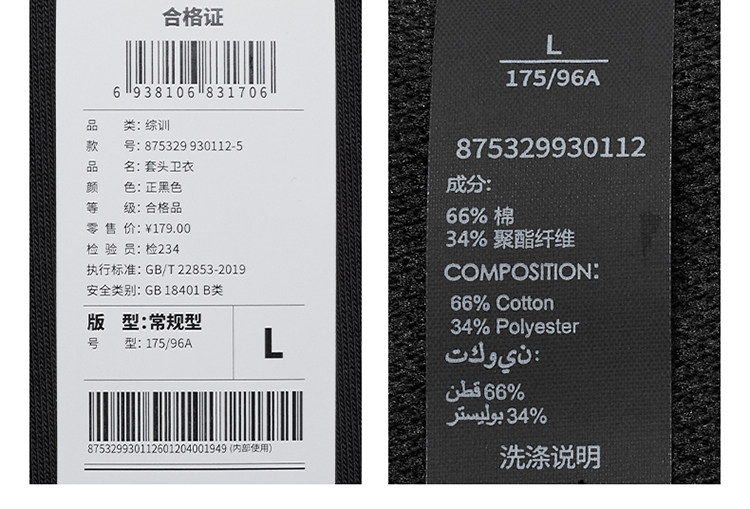 合格证
6 938106 831706
品 类: 综训
款 号: 875329 930112-5
品 名: 套头卫衣
颜 色: 正黑色
等 级: 合格品
零 售 价: ¥179.00
检 验 员: 检234
执行标准: GB/T 22853-2019
安全类别: GB 18401 B类
版 型:常规型
号 型: 175/96A
L
875329930112601204001949 (内部使用)
L
175/96A
875329930112
成分:
66% 棉
34% 聚酯纤维
COMPOSITION:
66% Cotton
34% Polyester
66% قطن
34% بوليستر
洗涤说明